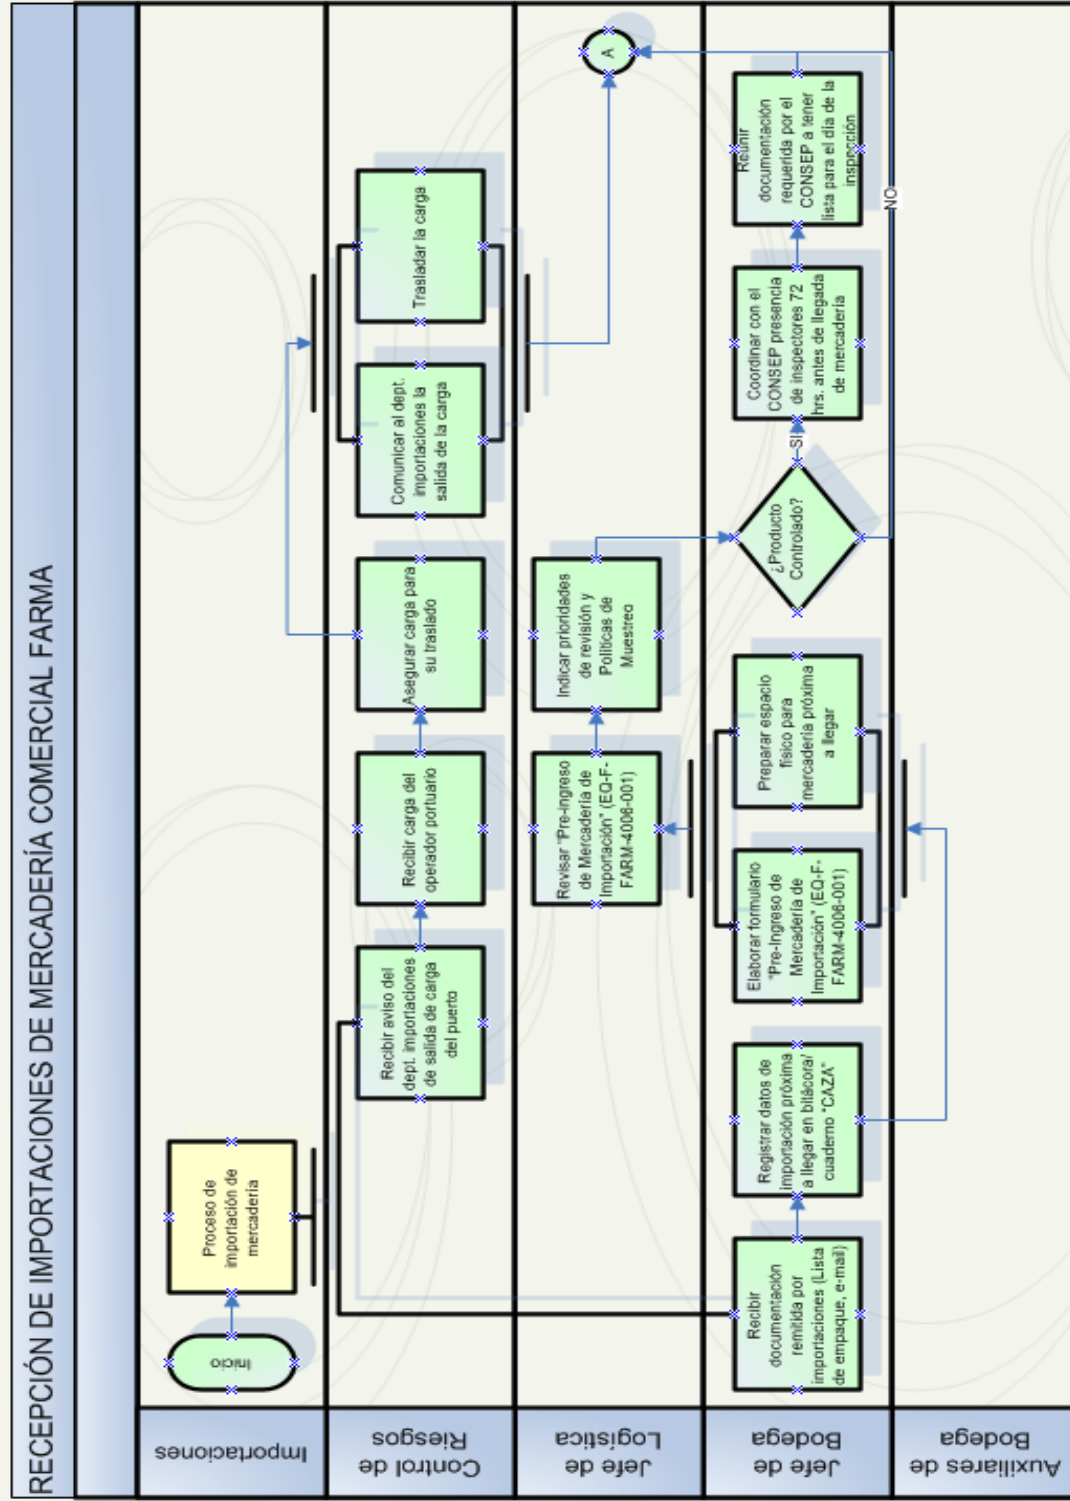 RECEPCIÓN DE IMPORTACIONES DE MERCADERÍA COMERCIAL FARMA
Importaciones
Inicio
Proceso de
importación de
mercadería
Control de
Riesgos
Recibir aviso del
dept. importaciones
de salida de carga
del puerto
Recibir carga del
operador portuario
Asegurar carga para
su traslado
Comunicar al dept.
importaciones la
salida de la carga
Trasladar la carga
Jefe de
Logística
Revisar "Pre-Ingreso
de Mercadería de
Importación" (EQ-F-
FARM-4006-001)
Indicar prioridades
de revisión y
Políticas de
Muestreo
A
Jefe de
Bodega
Recibir
documentación
remitida por
importaciones (Lista
de empaque, e-mail)
Registrar datos de
importación próxima
a llegar en bitácora/
cuaderno "CAZA"
Elaborar formulario
"Pre-Ingreso de
Mercadería de
Importación" (EQ-F-
FARM-4006-001)
Preparar espacio
físico para
mercadería próxima
a llegar
¿Producto
Controlado?
SI
Coordinar con el
CONSEP presencia
de inspectores 72
hrs. antes de llegada
de mercadería
Reunir
documentación
requerida por el
CONSEP a tener
lista para el día de la
inspección
NO
Auxiliares de
Bodega